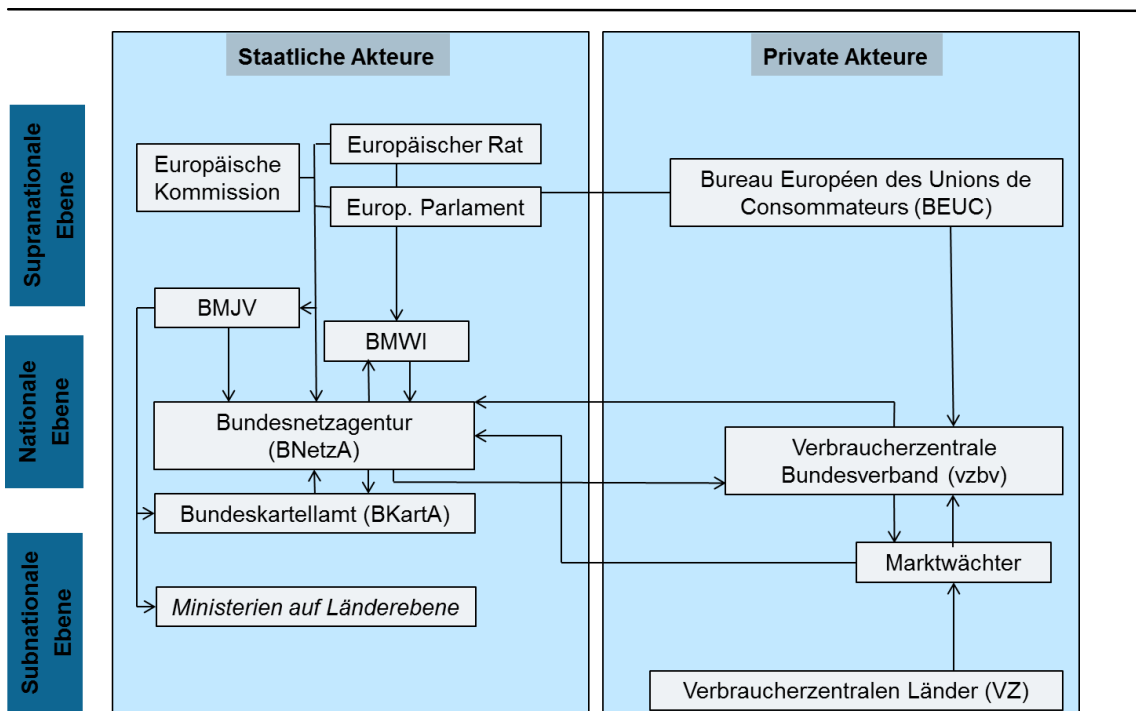 Staatliche Akteure
Private Akteure
Supranationale
Ebene
Europäische
Kommission
Europäischer Rat
Europ. Parlament
Bureau Européen des Unions de
Consommateurs (BEUC)
BMJV
BMWI
Nationale
Ebene
Bundesnetzagentur
(BNetzA)
Verbraucherzentrale
Bundesverband (vzbv)
Bundeskartellamt (BKartA)
Marktwächter
Subnationale
Ebene
Ministerien auf Länderebene
Verbraucherzentralen Länder (VZ)